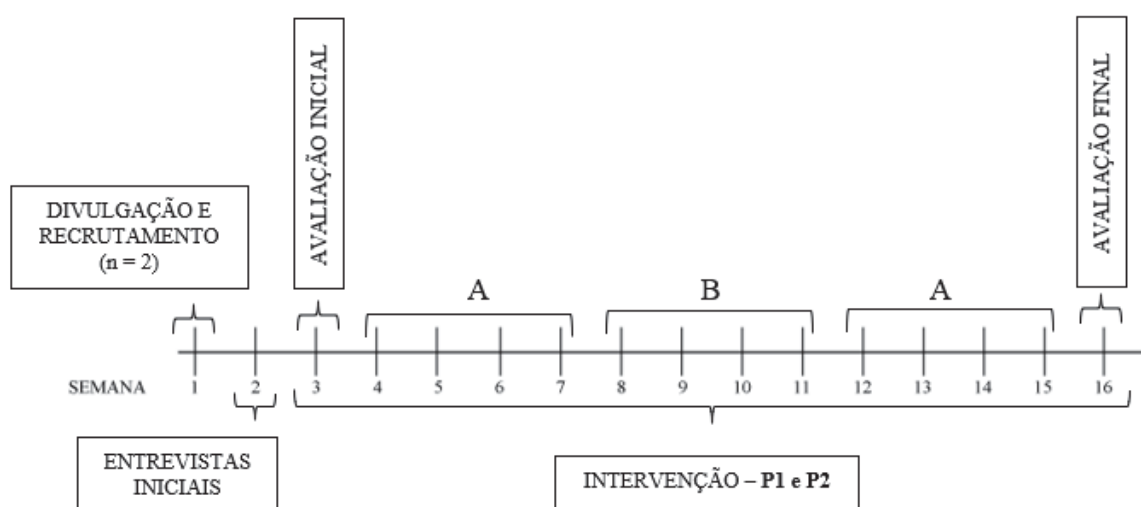 AVALIAÇÃO INICIAL
AVALIAÇÃO FINAL
DIVULGAÇÃO E
RECRUTAMENTO
(n = 2)
A
B
A
SEMANA 1 2 3 4 5 6 7 8 9 10 11 12 13 14 15 16
ENTREVISTAS
INICIAIS
INTERVENÇÃO – P1 e P2